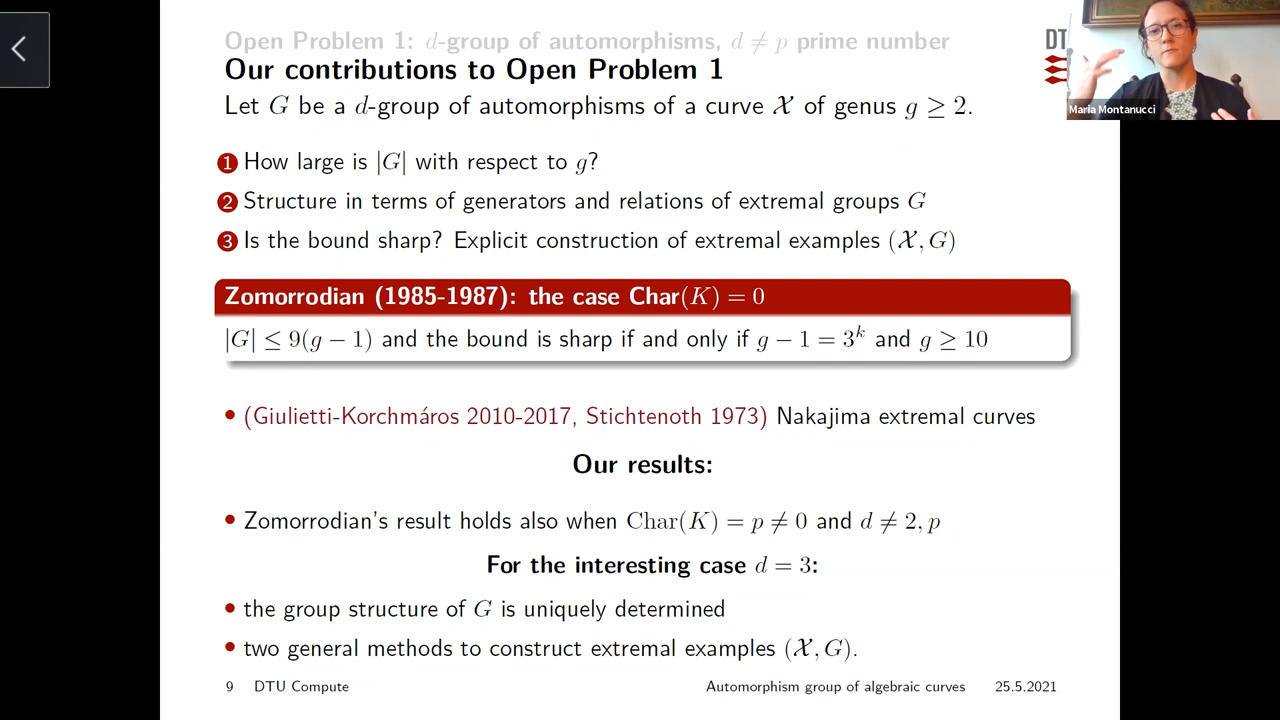 Open Problem 1: d-group of automorphisms, d ≠ p prime number
Our contributions to Open Problem 1
DT
Maria Montanucci
Let G be a d-group of automorphisms of a curve 𝒳 of genus g ≥ 2.
1 How large is |G| with respect to g?
2 Structure in terms of generators and relations of extremal groups G
3 Is the bound sharp? Explicit construction of extremal examples (𝒳, G)
Zomorrodian (1985-1987): the case Char(K) = 0
|G| ≤ 9(g − 1) and the bound is sharp if and only if g − 1 = 3ᵏ and g ≥ 10
• (Giulietti-Korchmáros 2010-2017, Stichtenoth 1973) Nakajima extremal curves
Our results:
• Zomorrodian's result holds also when Char(K) = p ≠ 0 and d ≠ 2, p
For the interesting case d = 3:
• the group structure of G is uniquely determined
• two general methods to construct extremal examples (𝒳, G).
9 DTU Compute Automorphism group of algebraic curves 25.5.2021